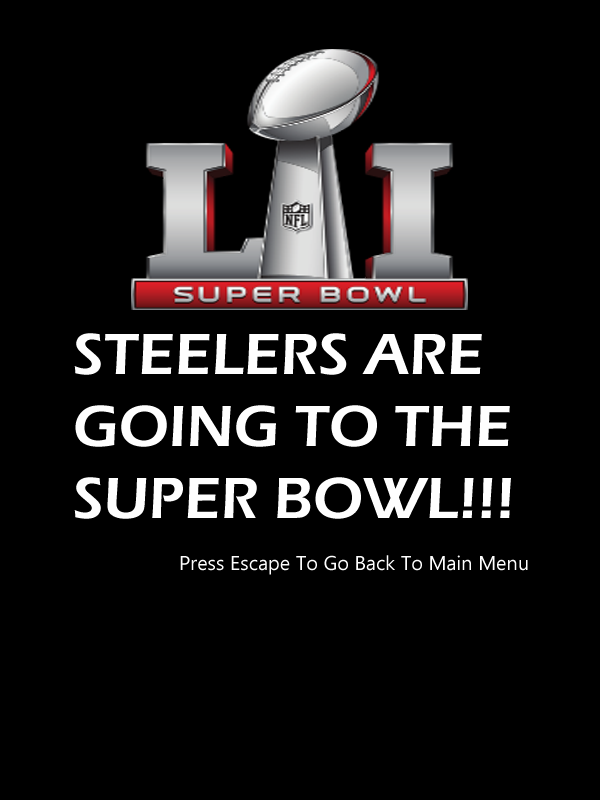 LI
NFL
SUPER BOWL
STEELERS ARE
GOING TO THE
SUPER BOWL!!!
Press Escape To Go Back To Main Menu